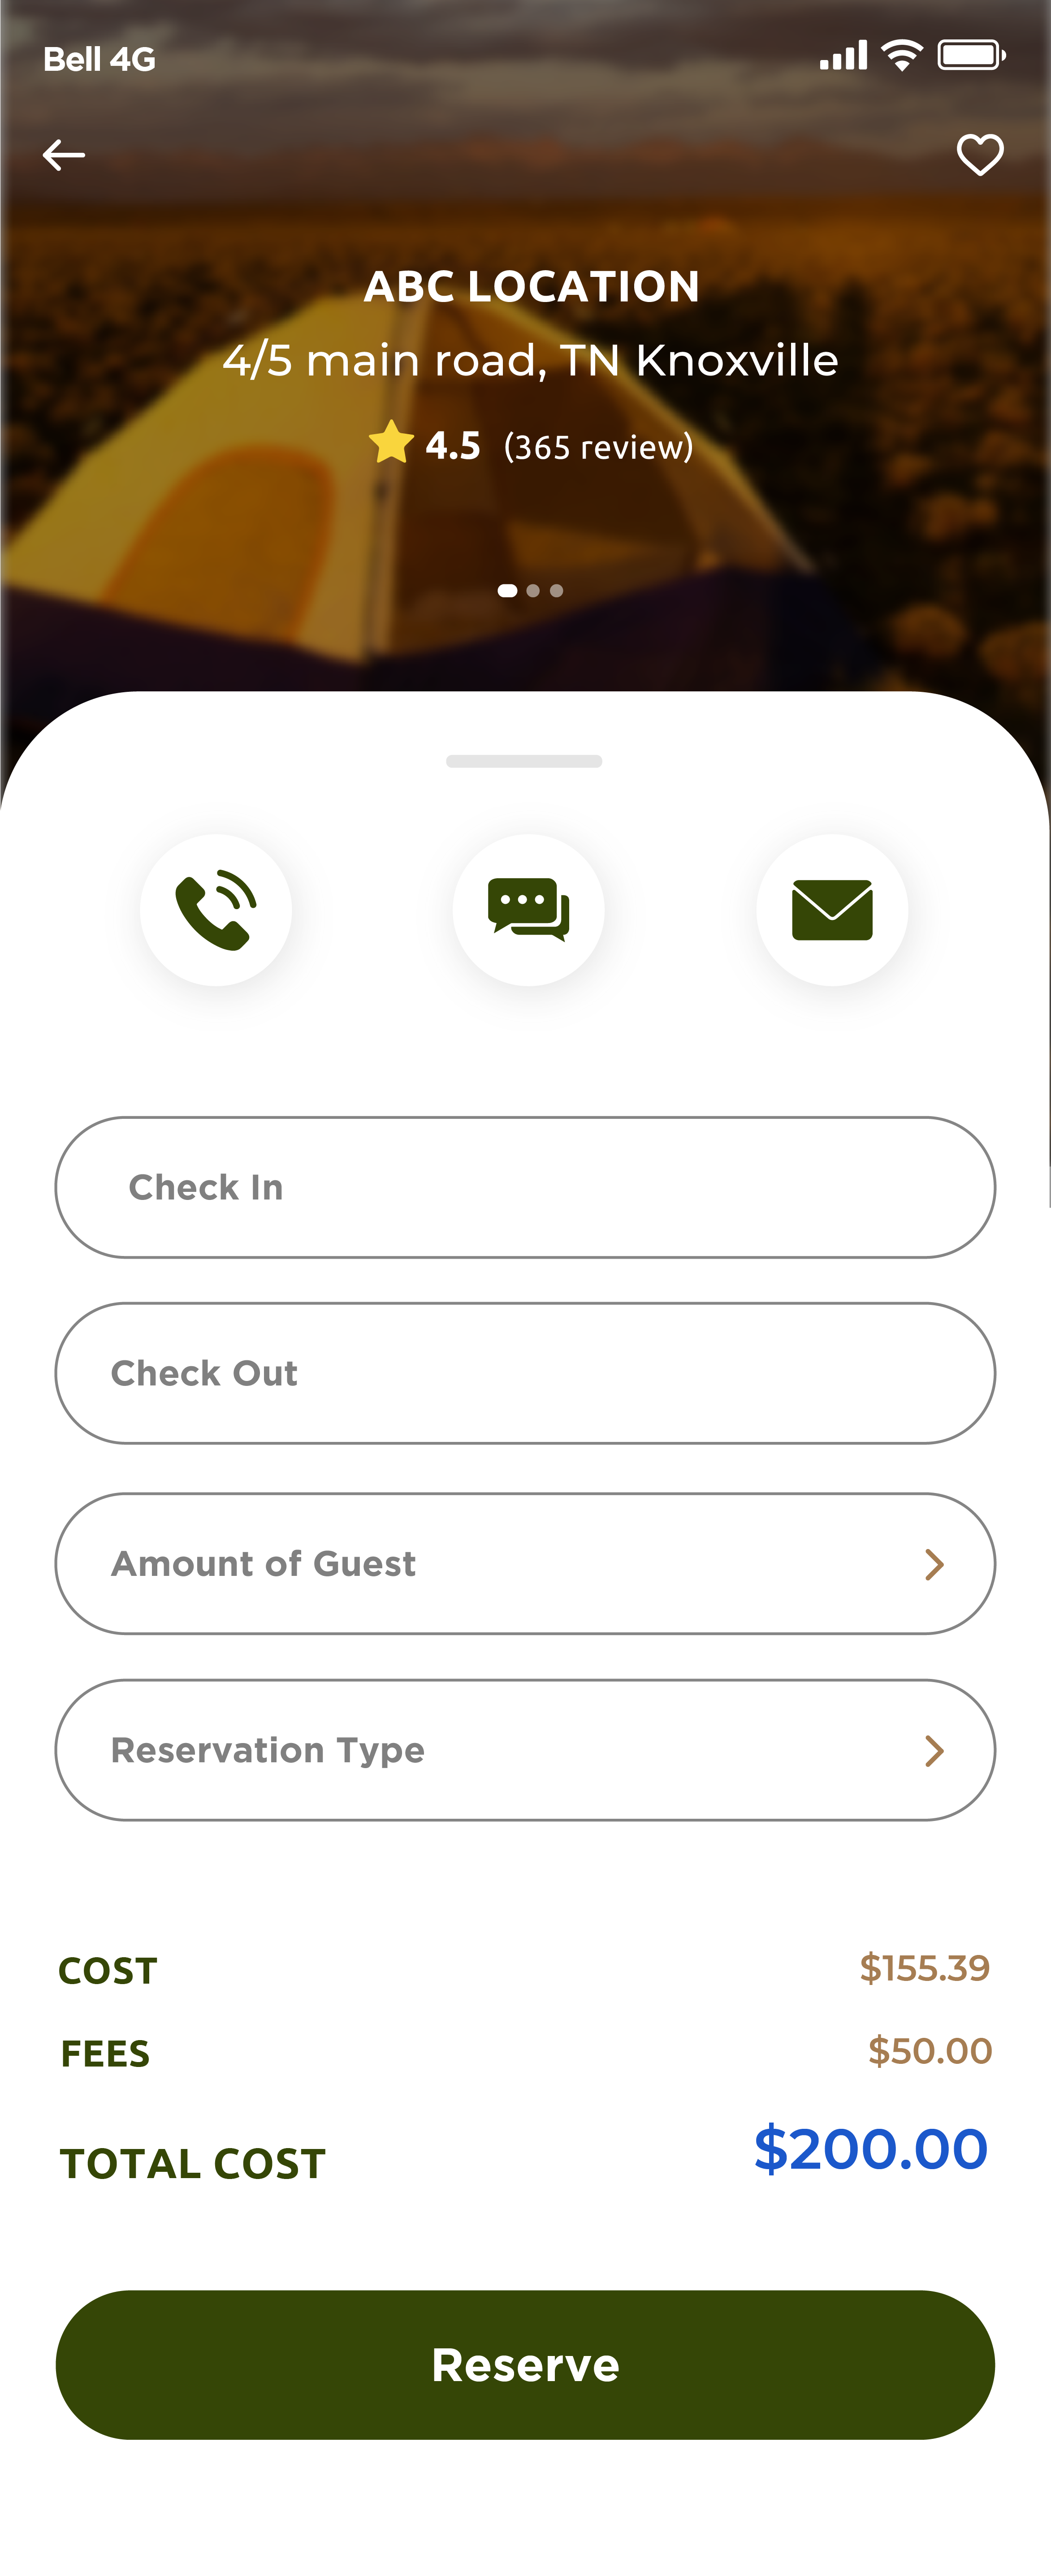 Bell 4G
ABC LOCATION
4/5 main road, TN Knoxville
4.5 (365 review)
Check In
Check Out
Amount of Guest
Reservation Type
COST $155.39
FEES $50.00
TOTAL COST $200.00
Reserve